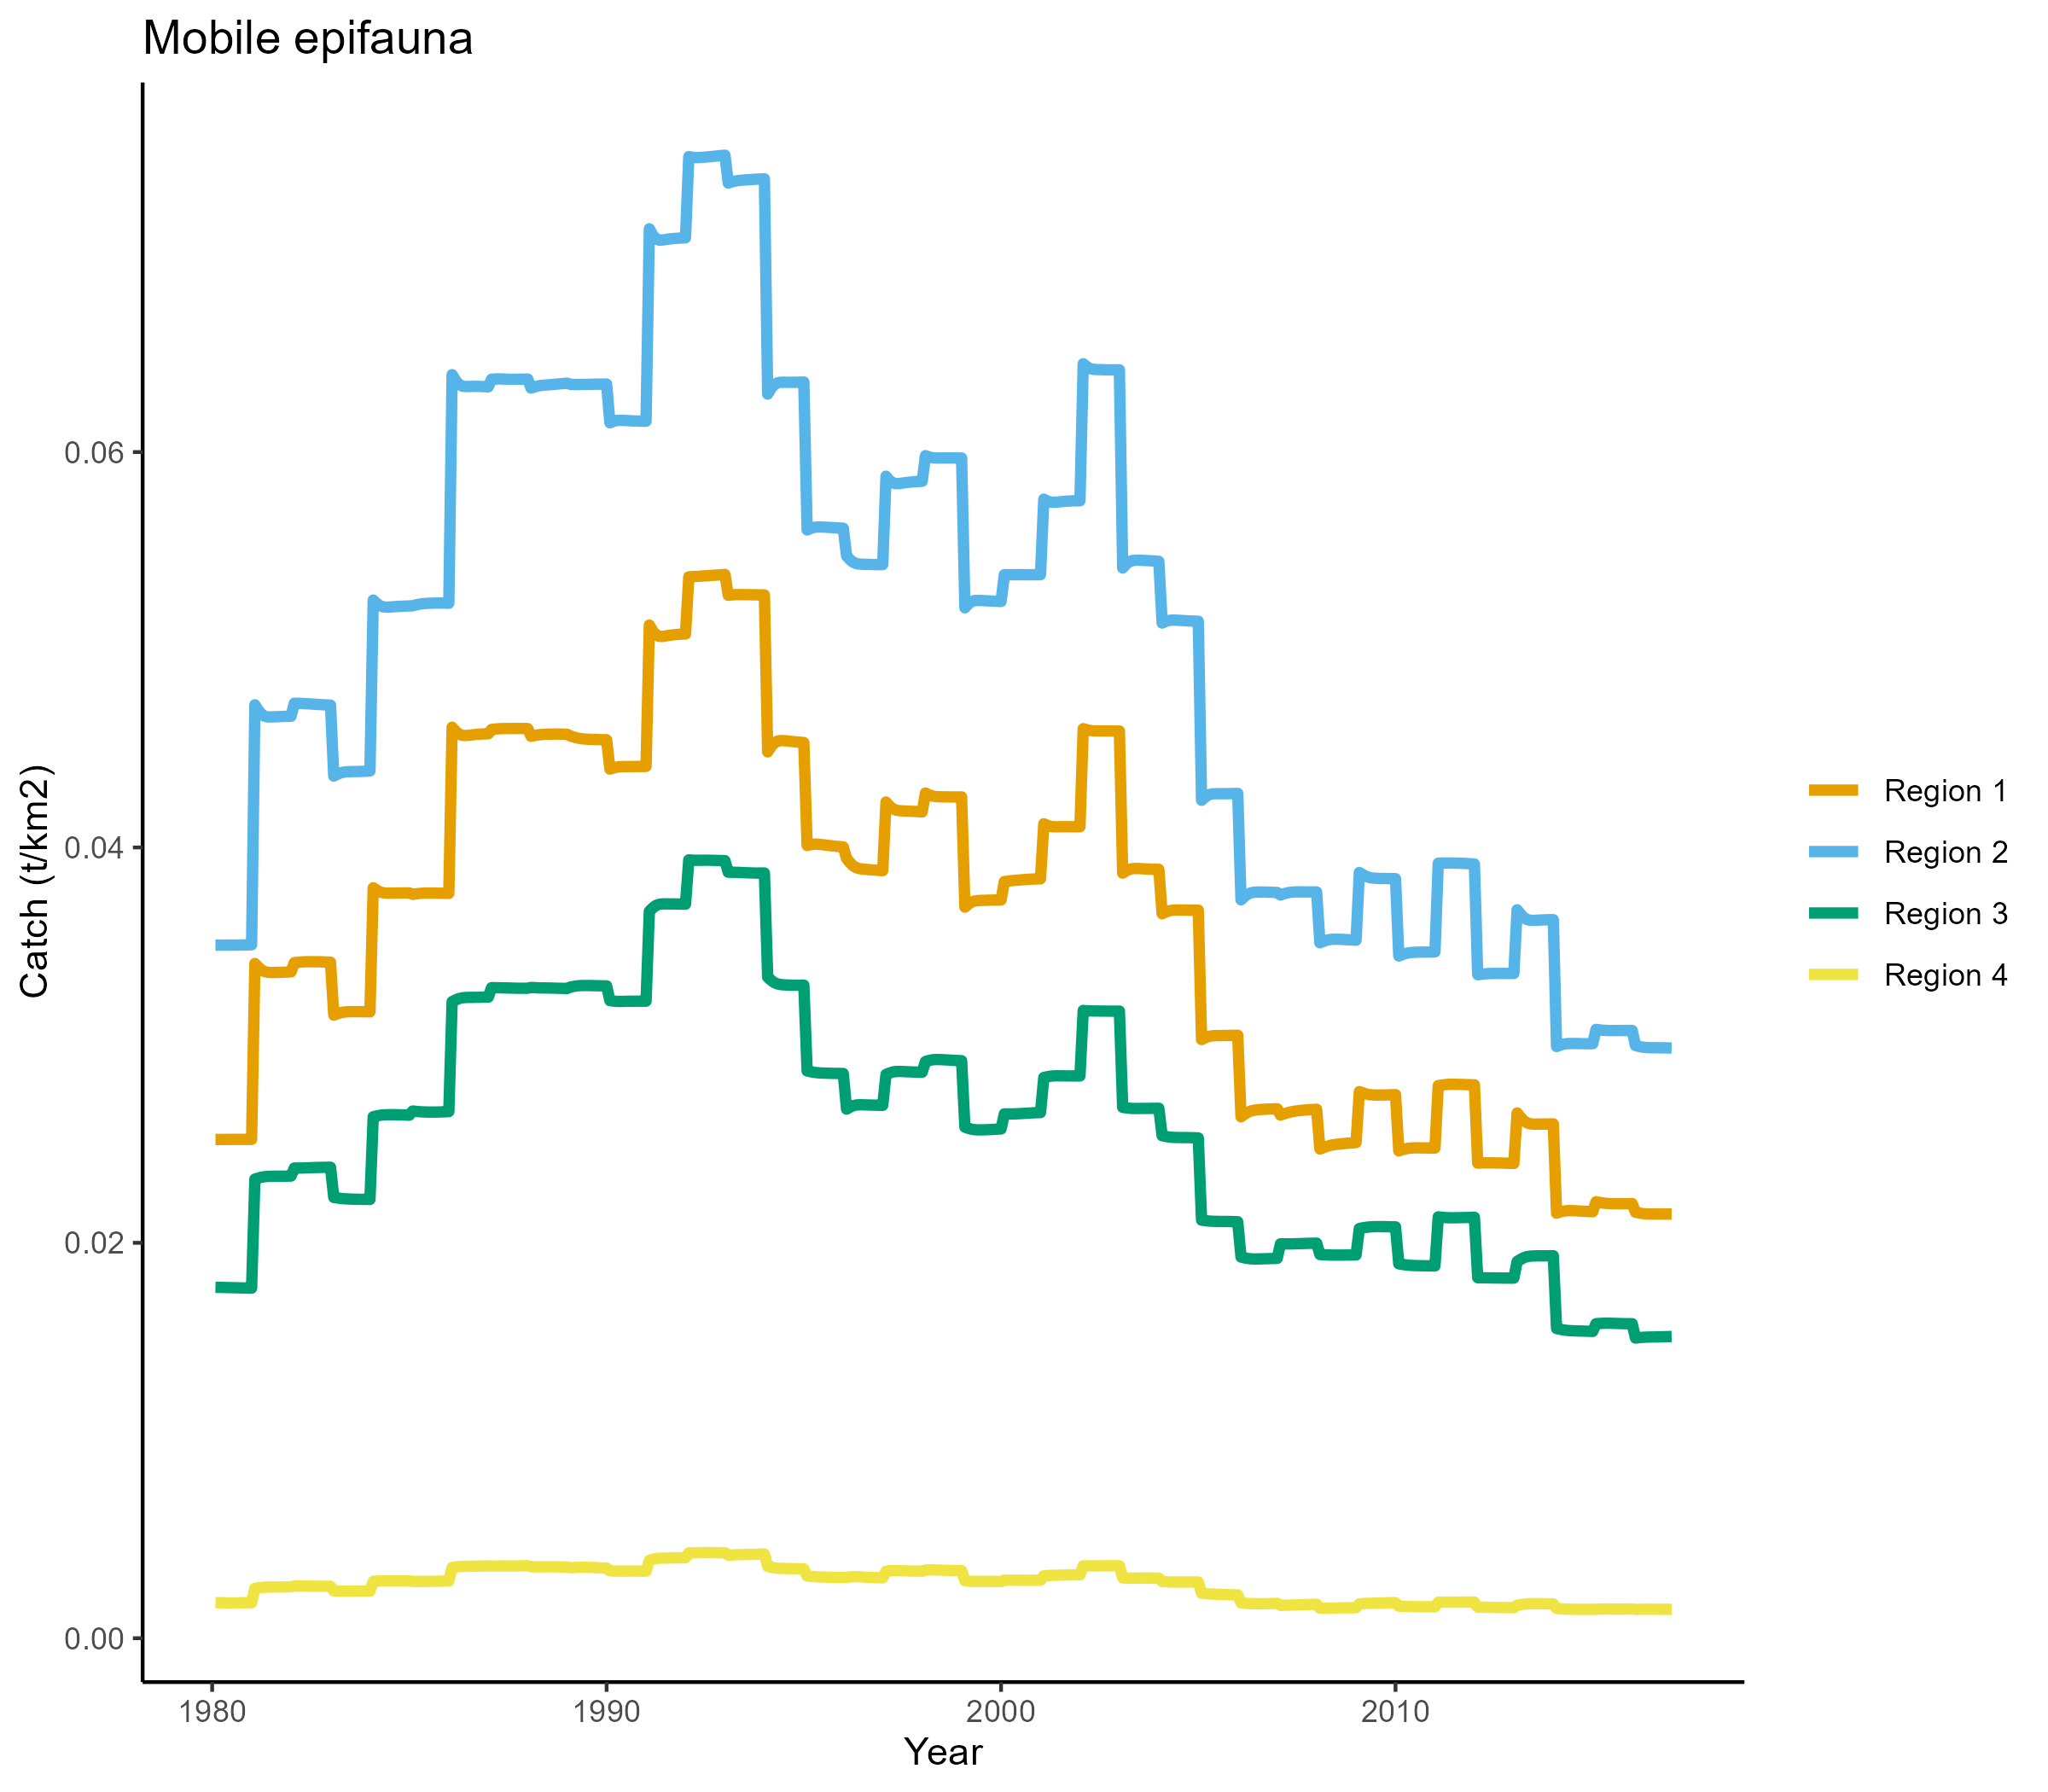 Mobile epifauna
Catch (t/km2)
0.06
0.04
0.02
0.00
1980
1990
2000
2010
Year
Region 1
Region 2
Region 3
Region 4